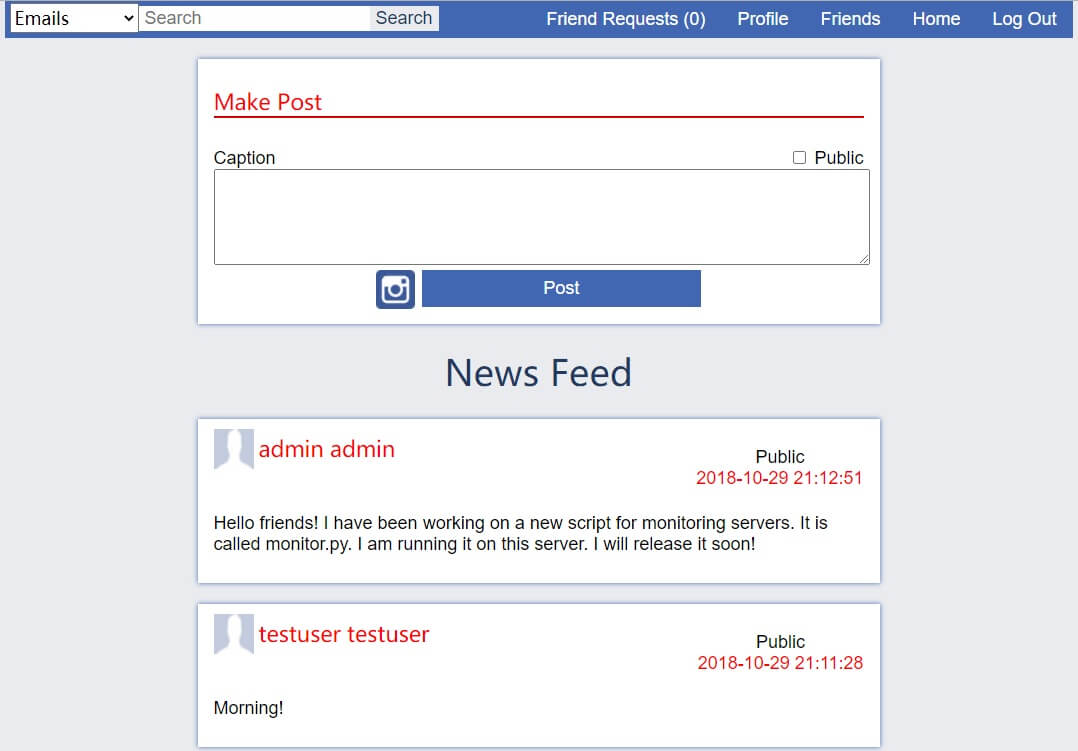 Emails Search Search Friend Requests (0) Profile Friends Home Log Out
Make Post
Caption Public
Post
News Feed
admin admin
Public
2018-10-29 21:12:51
Hello friends! I have been working on a new script for monitoring servers. It is
called monitor.py. I am running it on this server. I will release it soon!
testuser testuser
Public
2018-10-29 21:11:28
Morning!